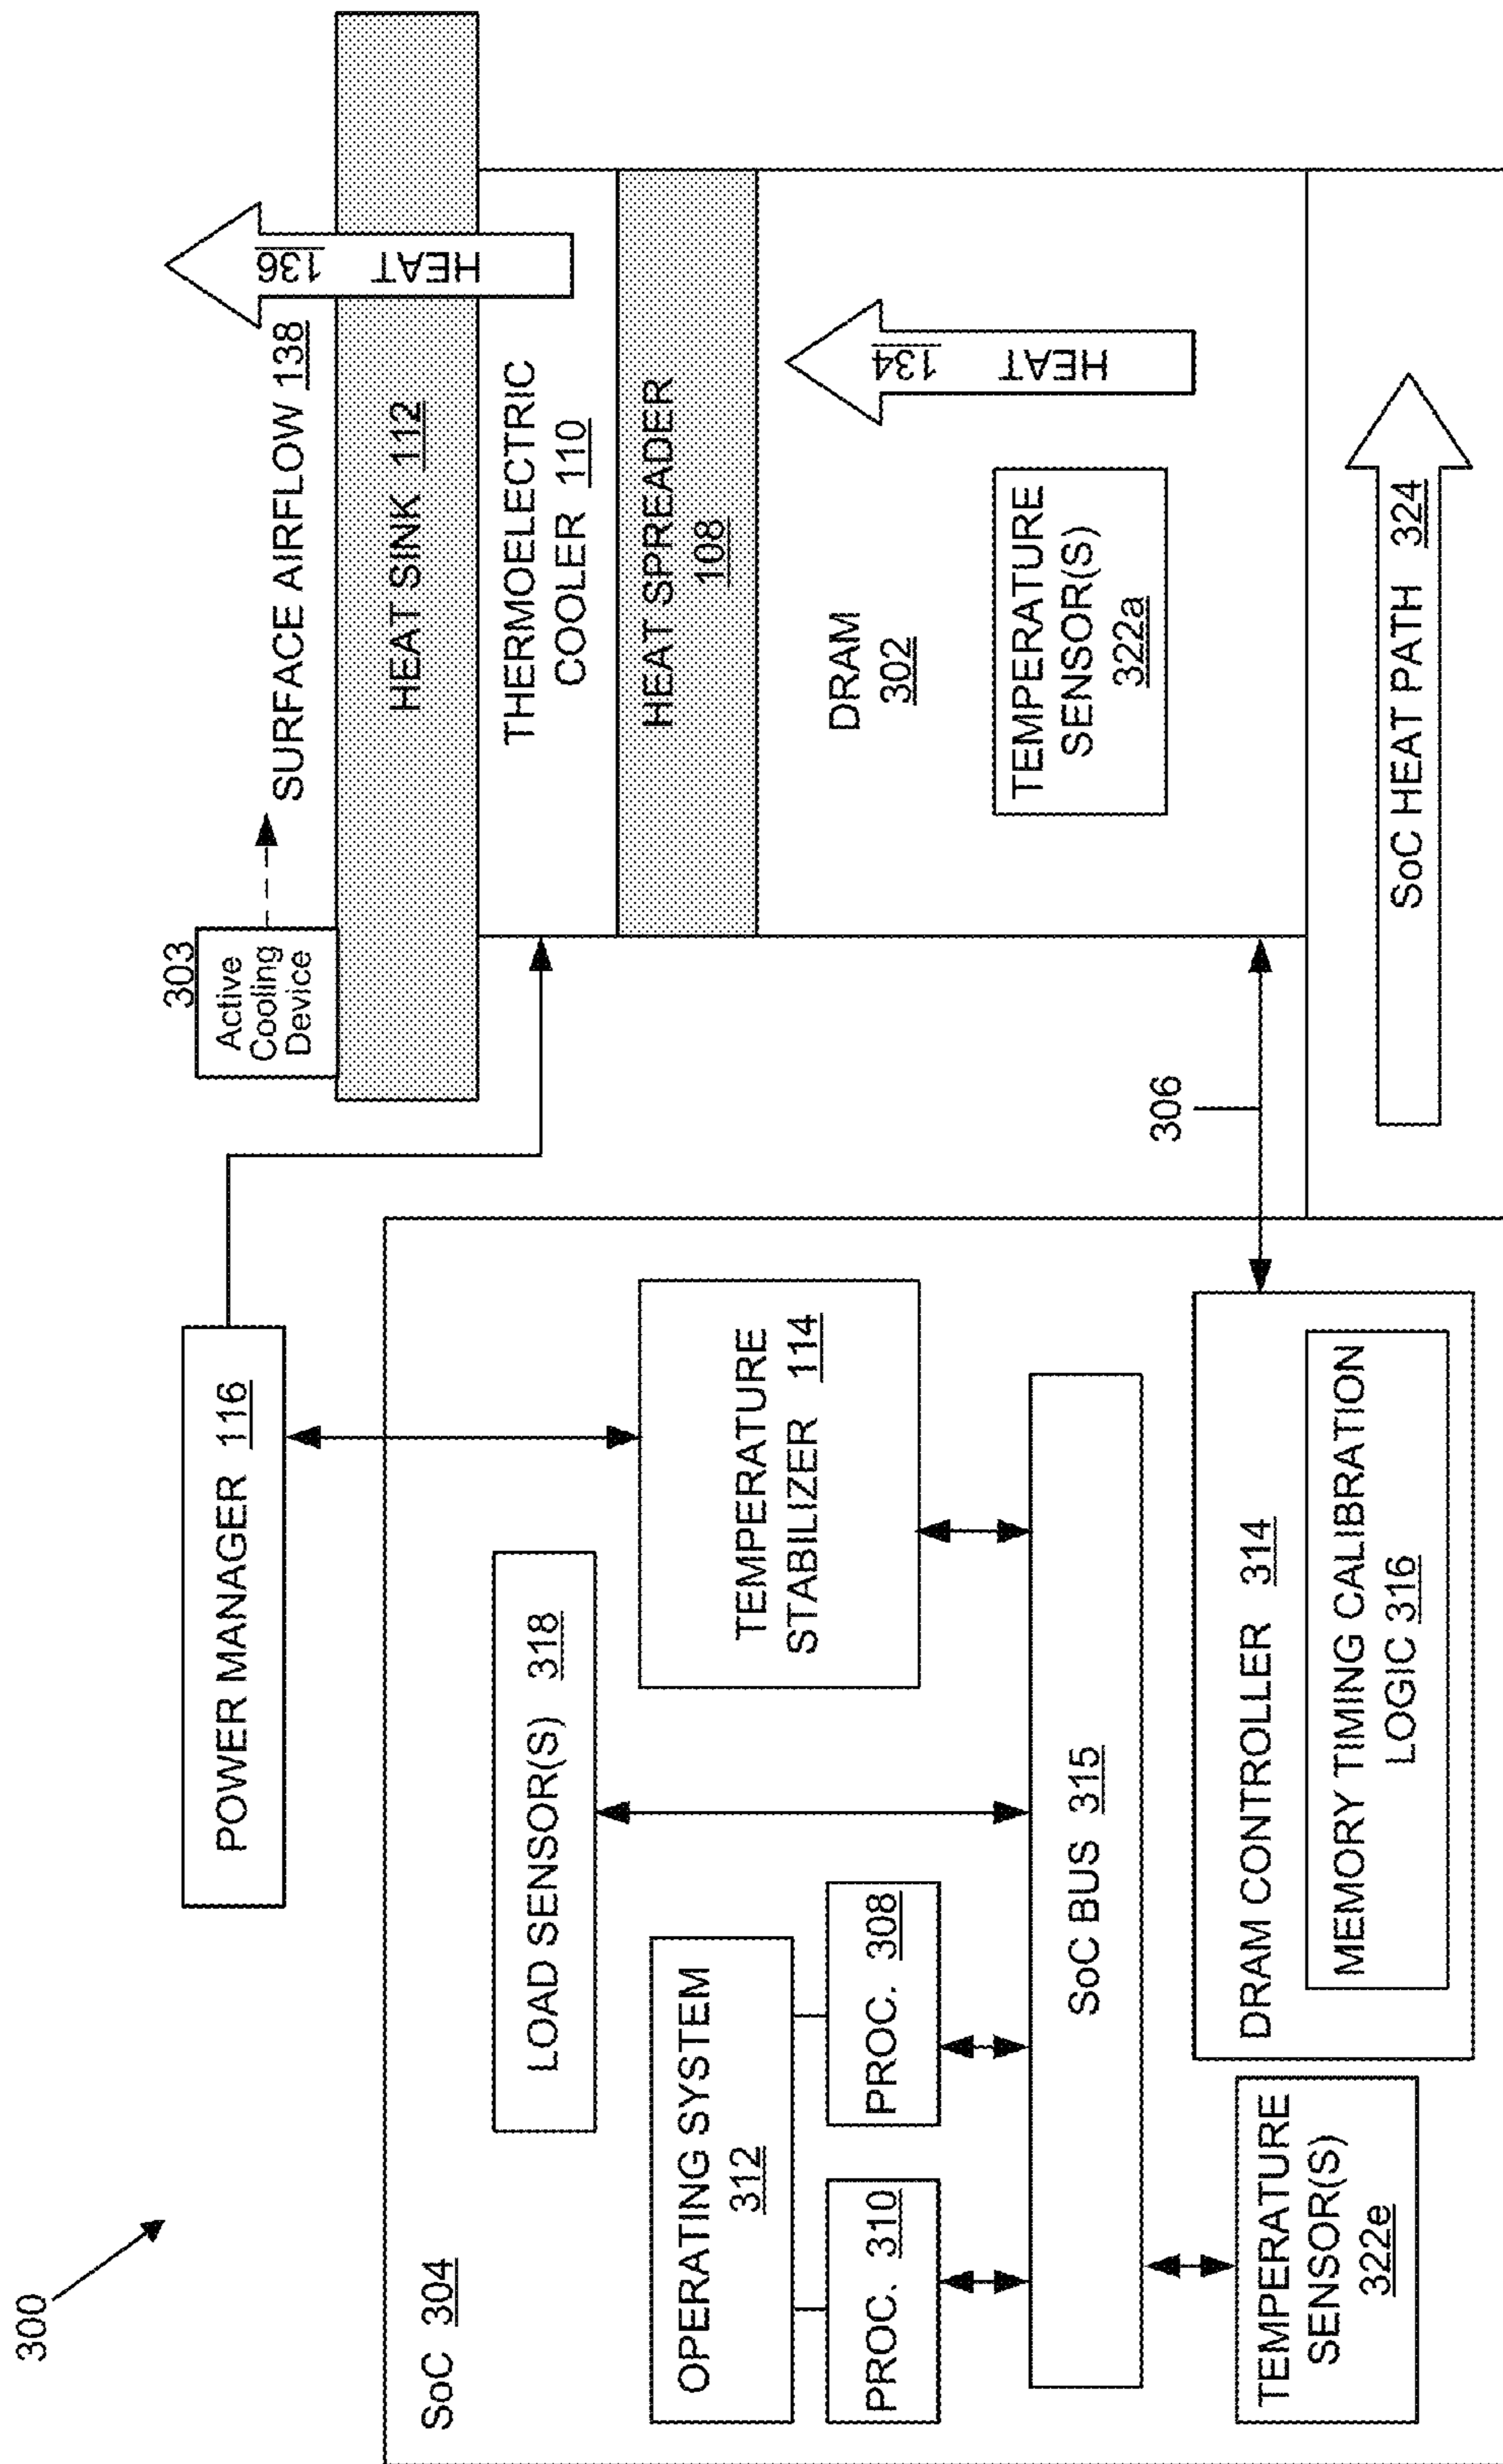 300
SoC 304
POWER MANAGER 116
LOAD SENSOR(S) 318
OPERATING SYSTEM
312
PROC. 310
PROC. 308
TEMPERATURE
STABILIZER 114
SoC BUS 315
TEMPERATURE
SENSOR(S)
322e
DRAM CONTROLLER 314
MEMORY TIMING CALIBRATION
LOGIC 316
306
303
Active
Cooling
Device
SURFACE AIRFLOW 138
HEAT SINK 112
HEAT 136
THERMOELECTRIC
COOLER 110
HEAT SPREADER
108
DRAM
302
HEAT 134
TEMPERATURE
SENSOR(S)
322a
SoC HEAT PATH 324